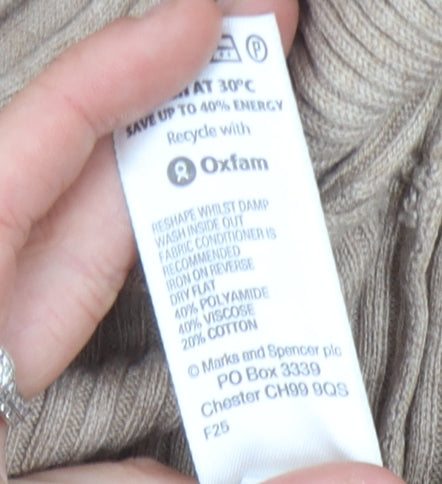 P
AT 30°C
SAVE UP TO 40% ENERGY
Recycle with
Oxfam
RESHAPE WHILST DAMP
WASH INSIDE OUT
FABRIC CONDITIONER IS
RECOMMENDED
IRON ON REVERSE
DRY FLAT
40% POLYAMIDE
40% VISCOSE
20% COTTON
© Marks and Spencer plc
PO Box 3339
Chester CH99 9QS
F25